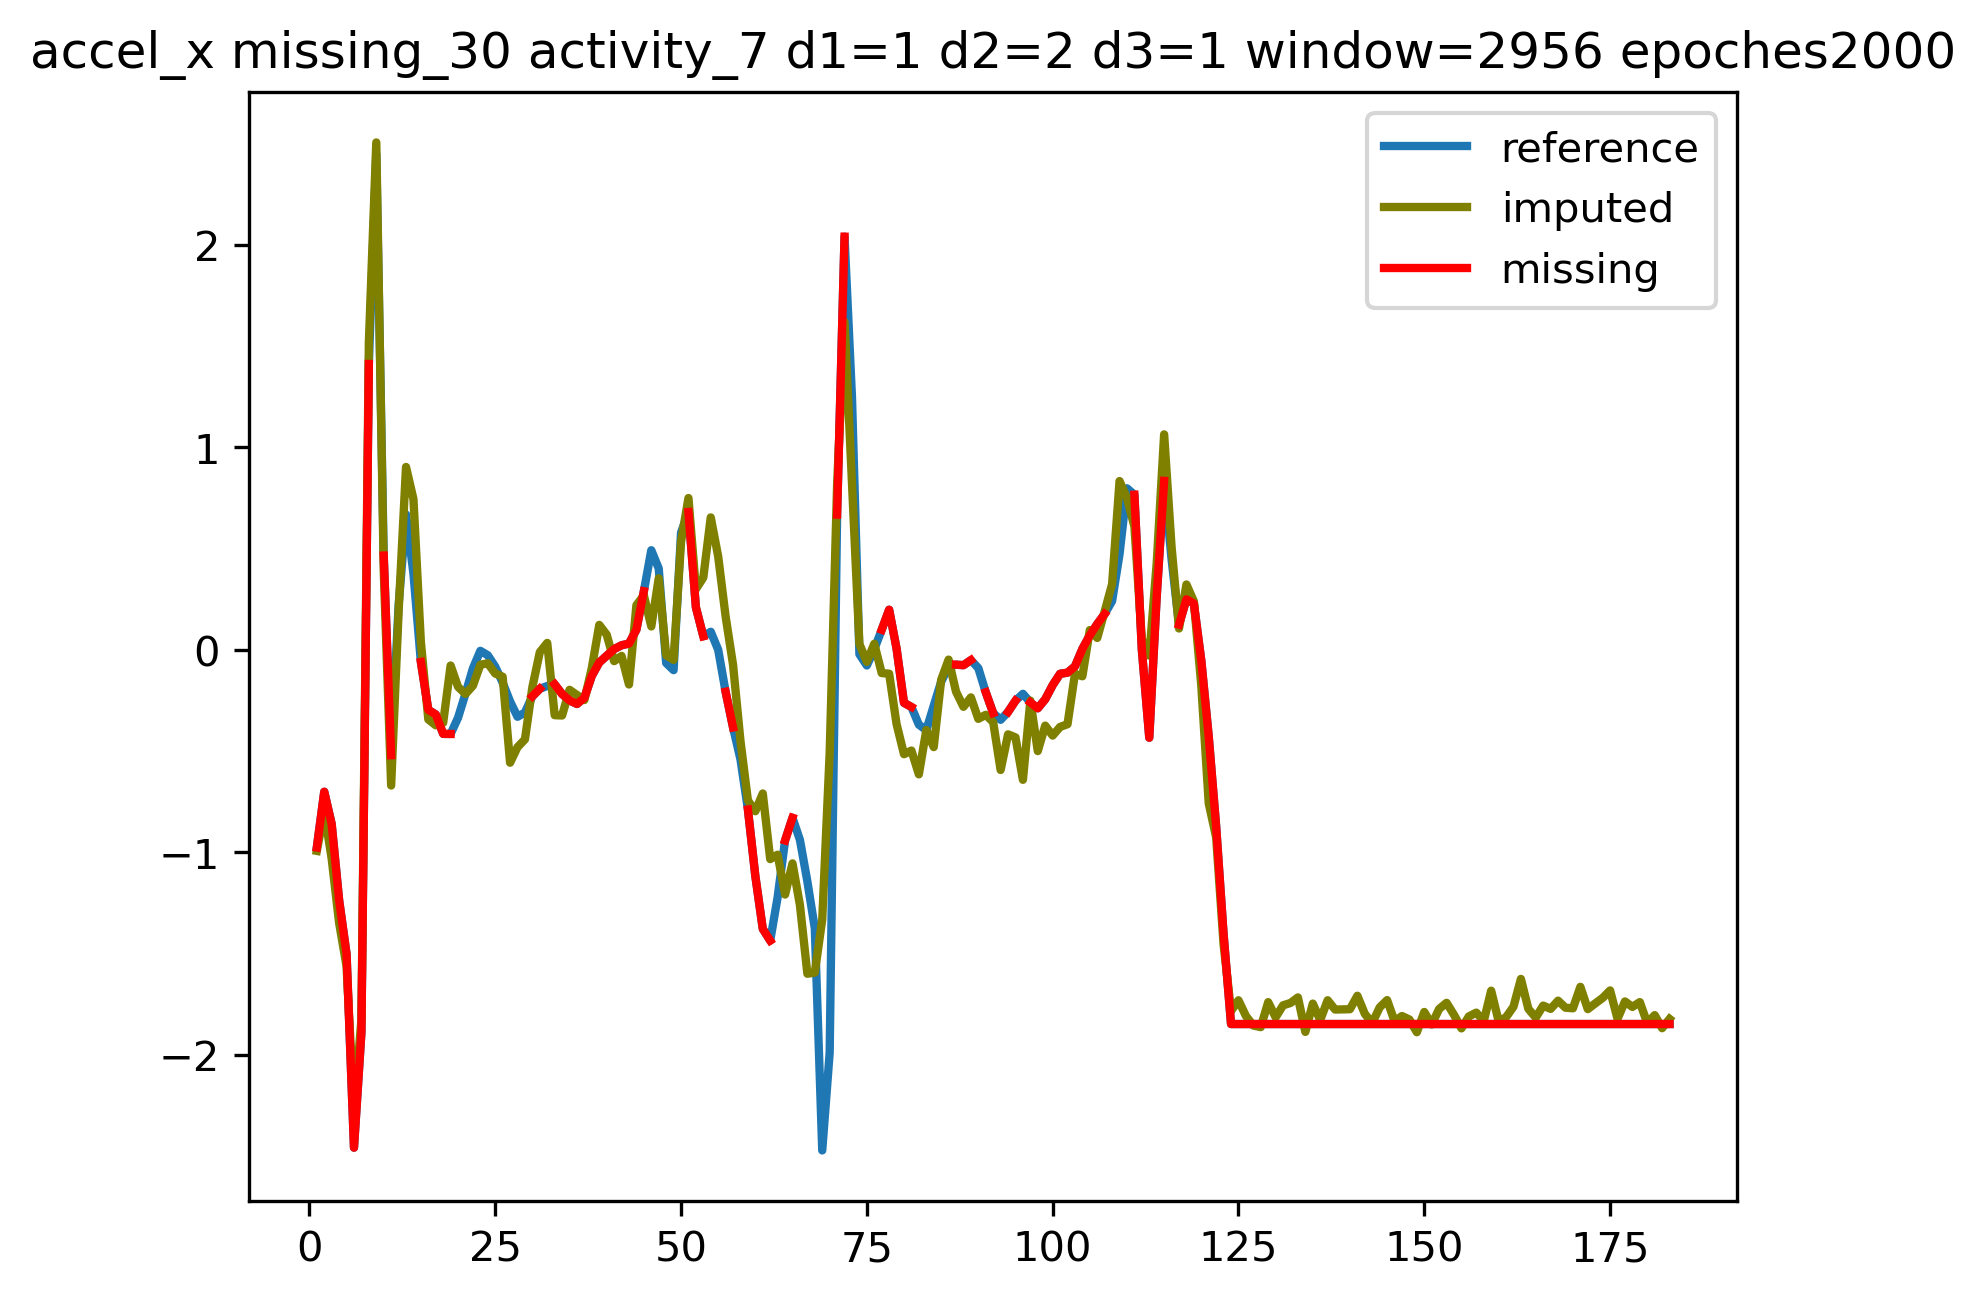 accel_x missing_30 activity_7 d1=1 d2=2 d3=1 window=2956 epoches2000
reference
imputed
missing
2
1
0
−1
−2
0 25 50 75 100 125 150 175